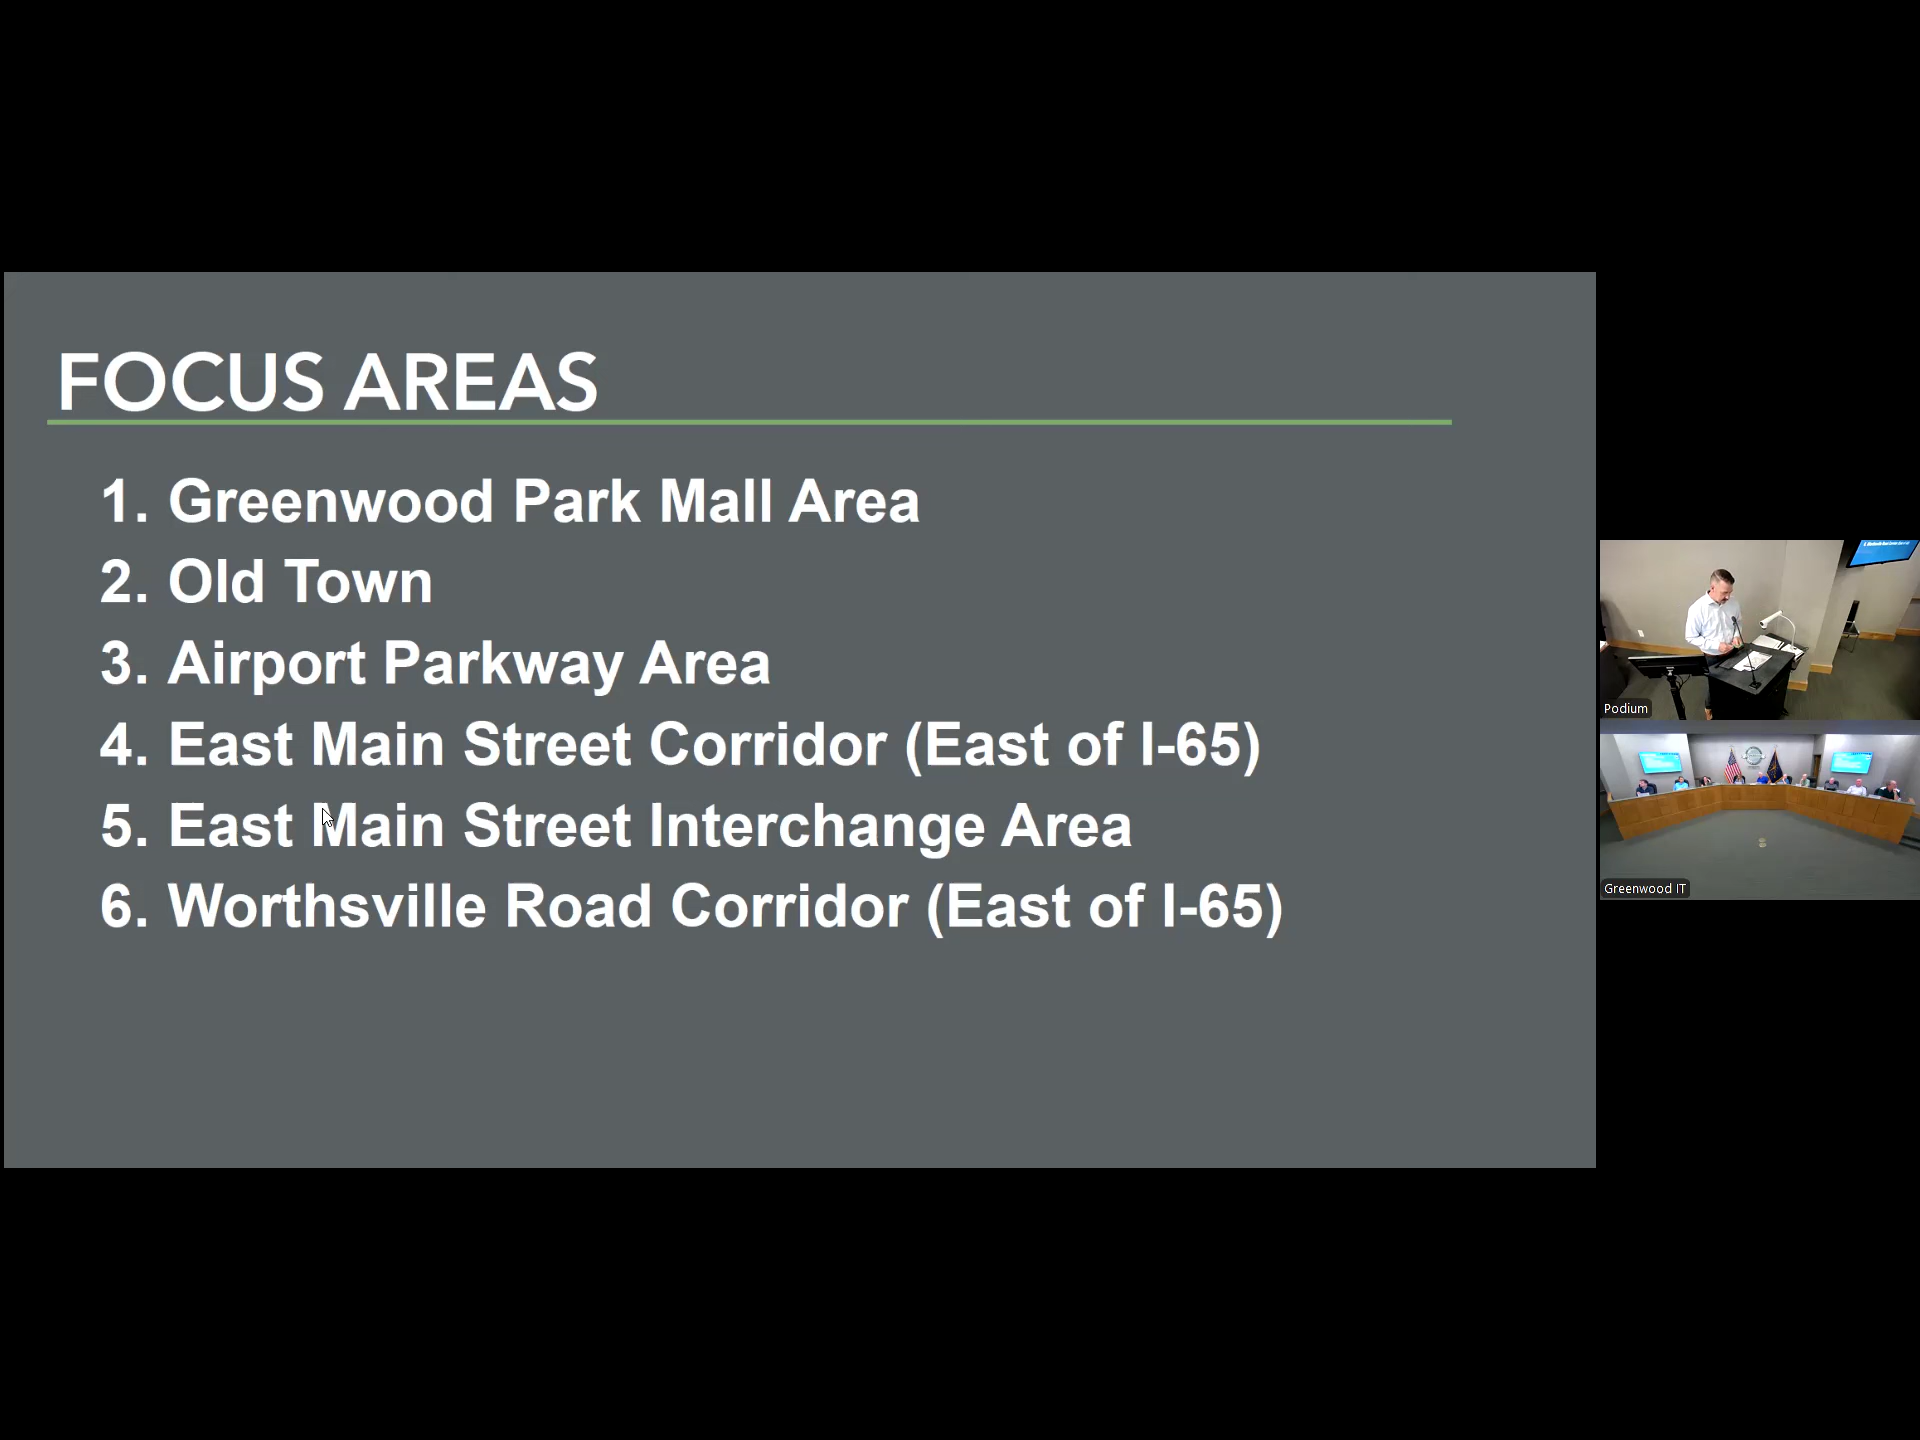 FOCUS AREAS
1. Greenwood Park Mall Area
2. Old Town
3. Airport Parkway Area
4. East Main Street Corridor (East of I-65)
5. East Main Street Interchange Area
6. Worthsville Road Corridor (East of I-65)
Podium
Greenwood IT